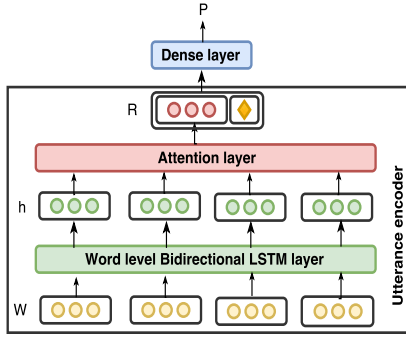 P
Dense layer
R
Attention layer
h
Word level Bidirectional LSTM layer
W
Utterance encoder